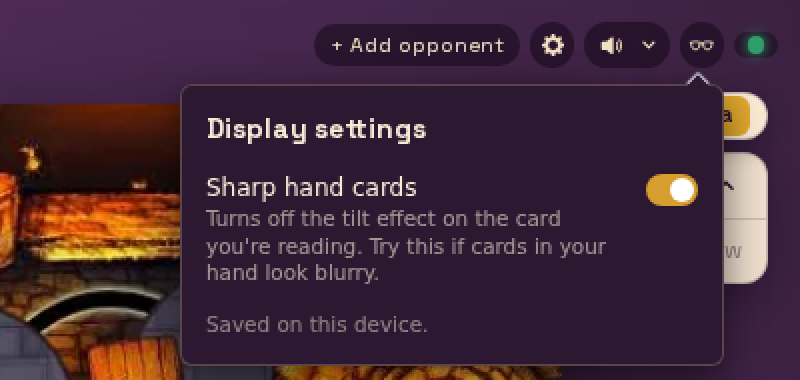 + Add opponent
a
Display settings
Sharp hand cards
Turns off the tilt effect on the card
you're reading. Try this if cards in your
hand look blurry.
w
Saved on this device.